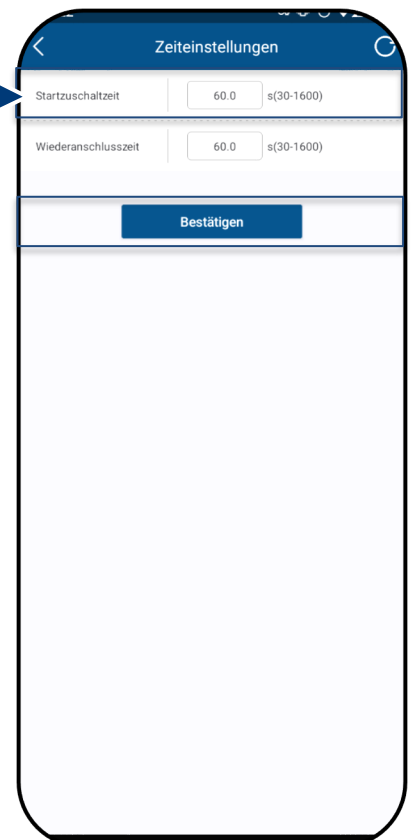 Zeiteinstellungen
Startzuschaltzeit 60.0 s(30-1600)
Wiederanschlusszeit 60.0 s(30-1600)
Bestätigen